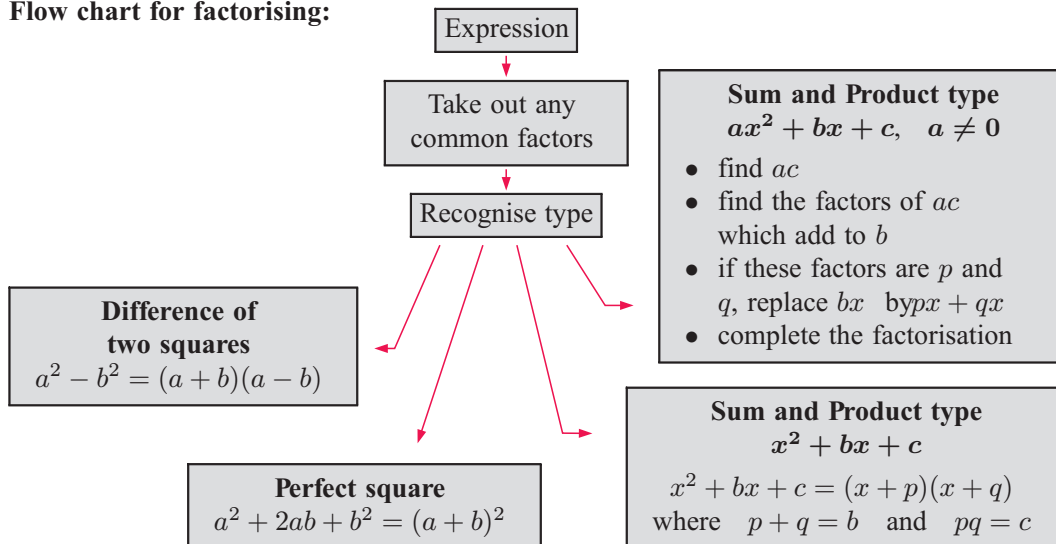 Flow chart for factorising:
Expression
Take out any
common factors
Recognise type
Sum and Product type
ax² + bx + c, a ≠ 0
• find ac
• find the factors of ac
which add to b
• if these factors are p and
q, replace bx bypx + qx
• complete the factorisation
Difference of
two squares
a² − b² = (a + b)(a − b)
Perfect square
a² + 2ab + b² = (a + b)²
Sum and Product type
x² + bx + c
x² + bx + c = (x + p)(x + q)
where p + q = b and pq = c